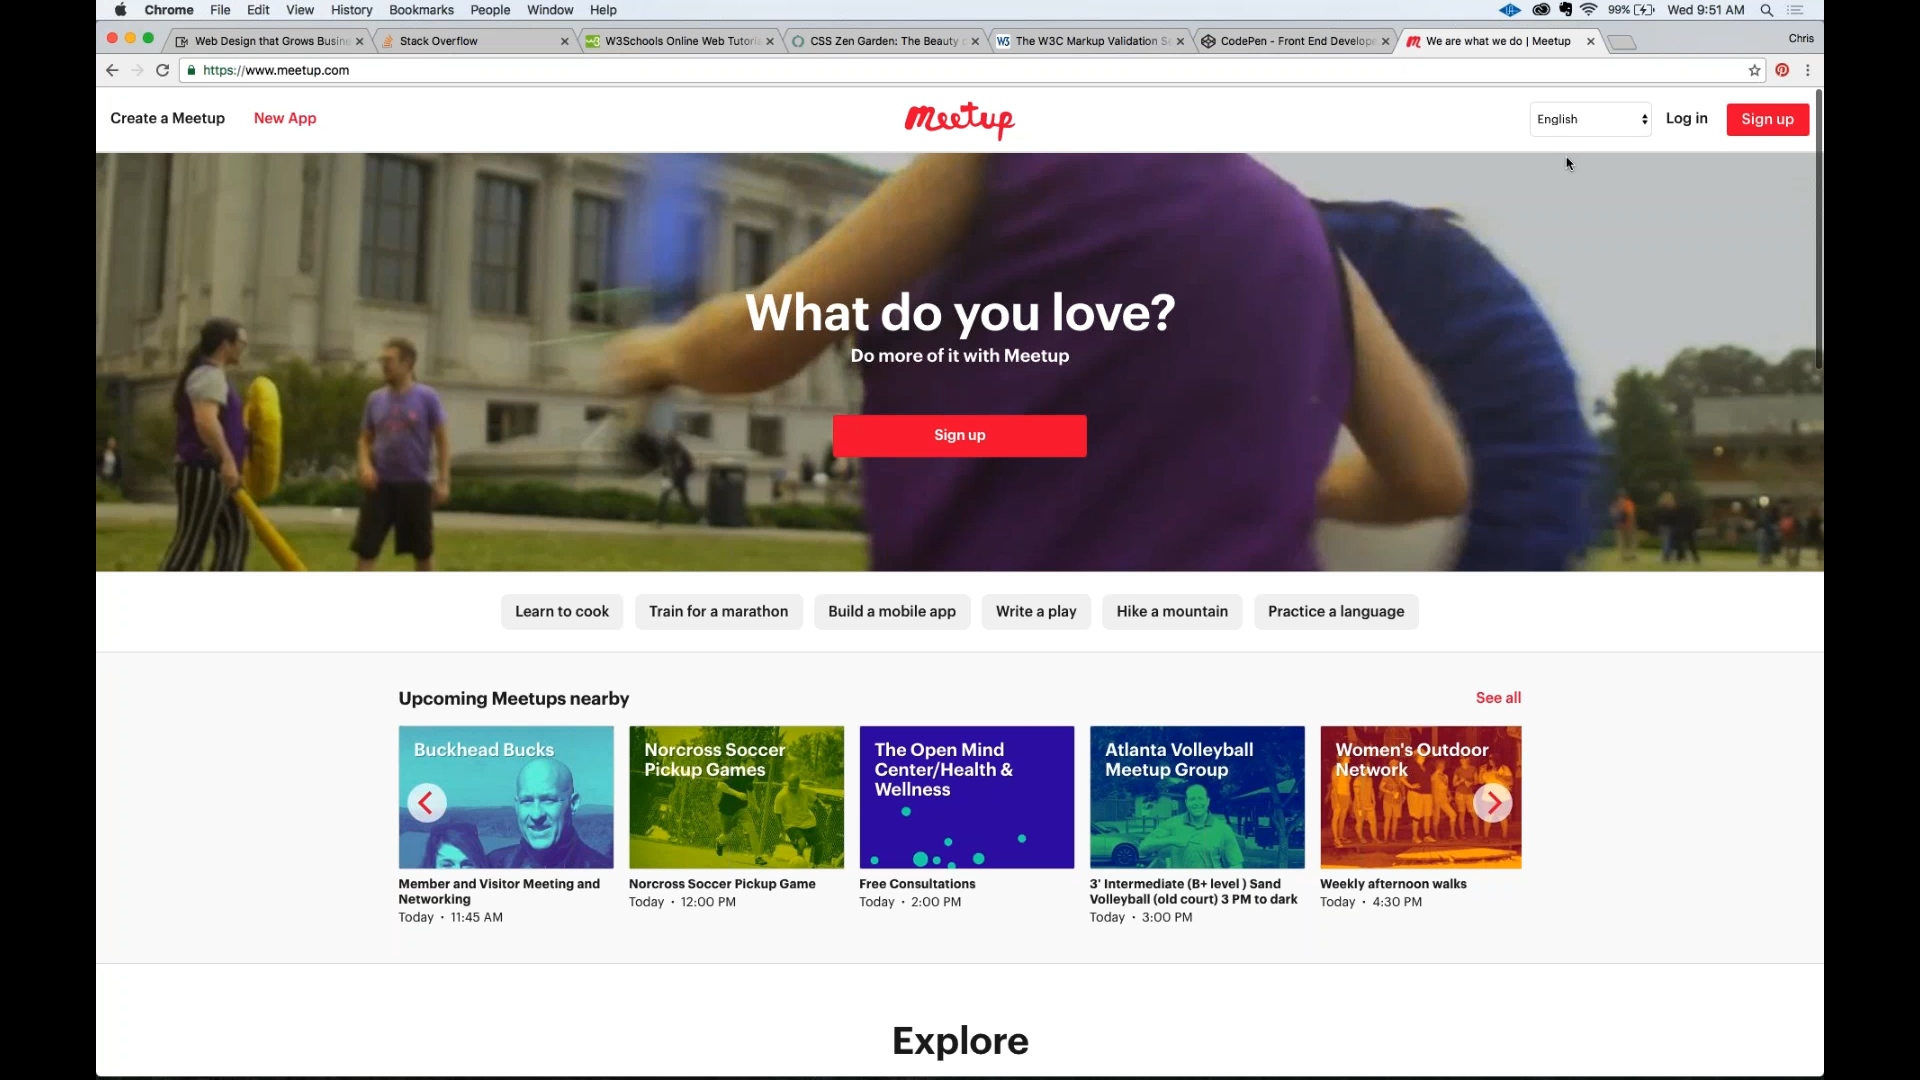 Chrome File Edit View History Bookmarks People Window Help 99% Wed 9:51 AM
Web Design that Grows Busin
Stack Overflow
W3Schools Online Web Tutori
CSS Zen Garden: The Beauty
The W3C Markup Validation S
CodePen - Front End Develope
We are what we do | Meetup
Chris
https://www.meetup.com
Create a Meetup New App
Meetup
English Log in Sign up
What do you love?
Do more of it with Meetup
Sign up
Learn to cook Train for a marathon Build a mobile app Write a play Hike a mountain Practice a language
Upcoming Meetups nearby See all
Buckhead Bucks
Member and Visitor Meeting and
Networking
Today • 11:45 AM
Norcross Soccer
Pickup Games
Norcross Soccer Pickup Game
Today • 12:00 PM
The Open Mind
Center/Health &
Wellness
Free Consultations
Today • 2:00 PM
Atlanta Volleyball
Meetup Group
3' Intermediate (B+ level ) Sand
Volleyball (old court) 3 PM to dark
Today • 3:00 PM
Women's Outdoor
Network
Weekly afternoon walks
Today • 4:30 PM
Explore